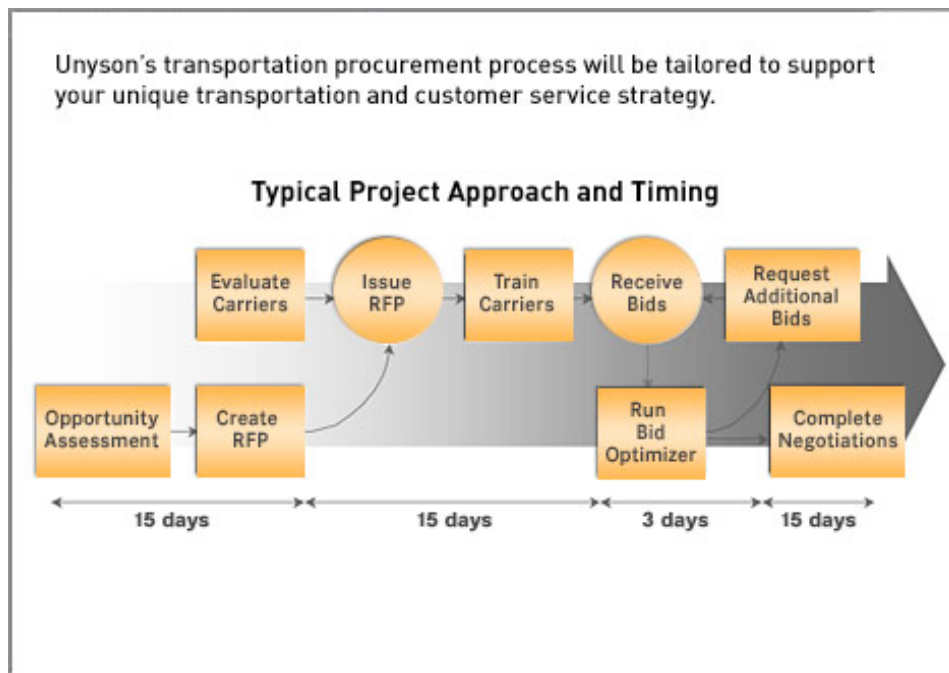 Unyson's transportation procurement process will be tailored to support
your unique transportation and customer service strategy.
Typical Project Approach and Timing
Evaluate
Carriers
Issue
RFP
Train
Carriers
Receive
Bids
Request
Additional
Bids
Opportunity
Assessment
Create
RFP
Run
Bid
Optimizer
Complete
Negotiations
15 days
15 days
3 days
15 days